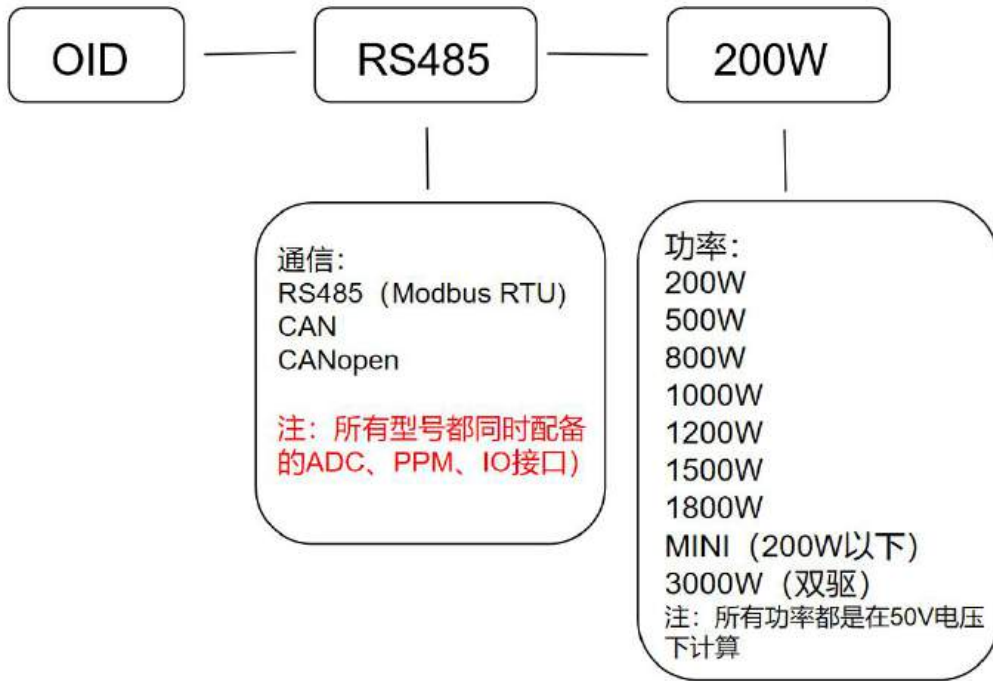 OID
RS485
200W
通信：
RS485（Modbus RTU）
CAN
CANopen
注：所有型号都同时配备
的ADC、PPM、IO接口）
功率：
200W
500W
800W
1000W
1200W
1500W
1800W
MINI（200W以下）
3000W（双驱）
注：所有功率都是在50V电压
下计算